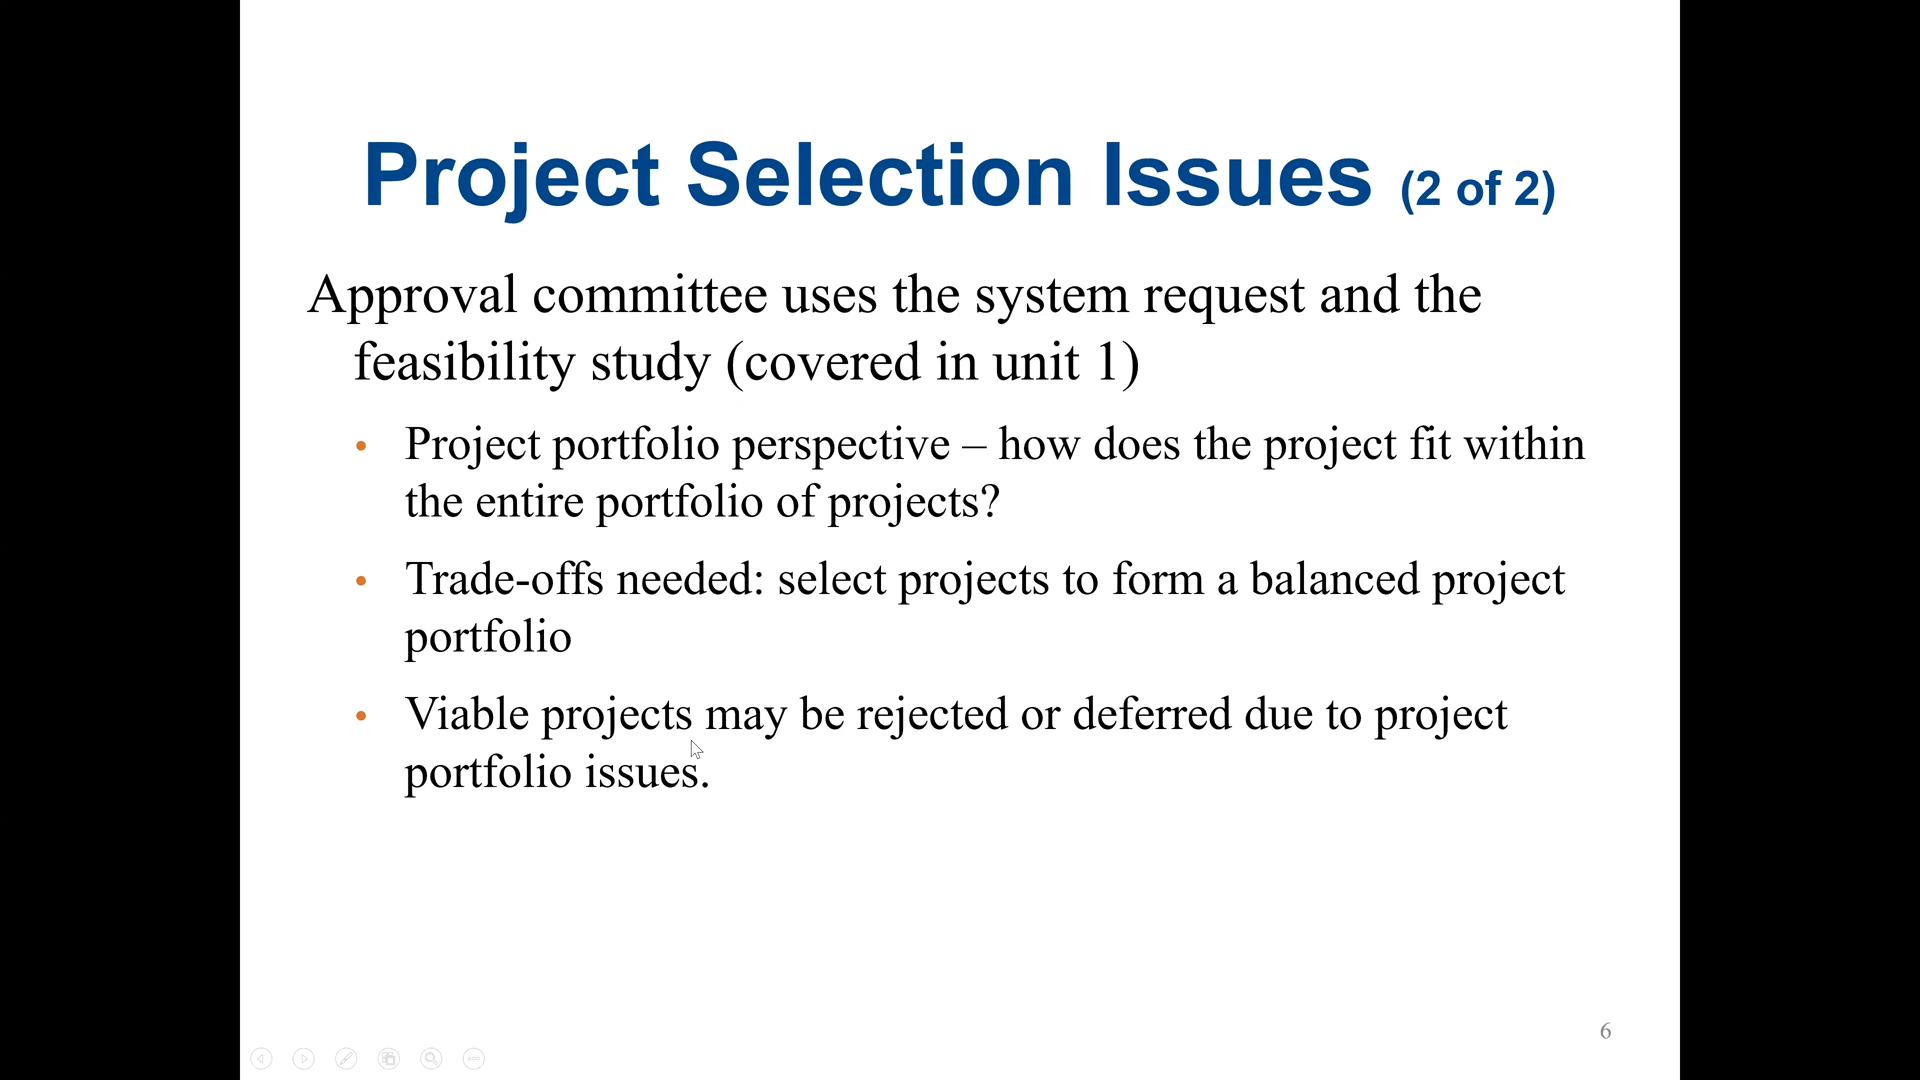 Project Selection Issues (2 of 2)
Approval committee uses the system request and the
feasibility study (covered in unit 1)
• Project portfolio perspective – how does the project fit within
the entire portfolio of projects?
• Trade-offs needed: select projects to form a balanced project
portfolio
• Viable projects may be rejected or deferred due to project
portfolio issues.
6